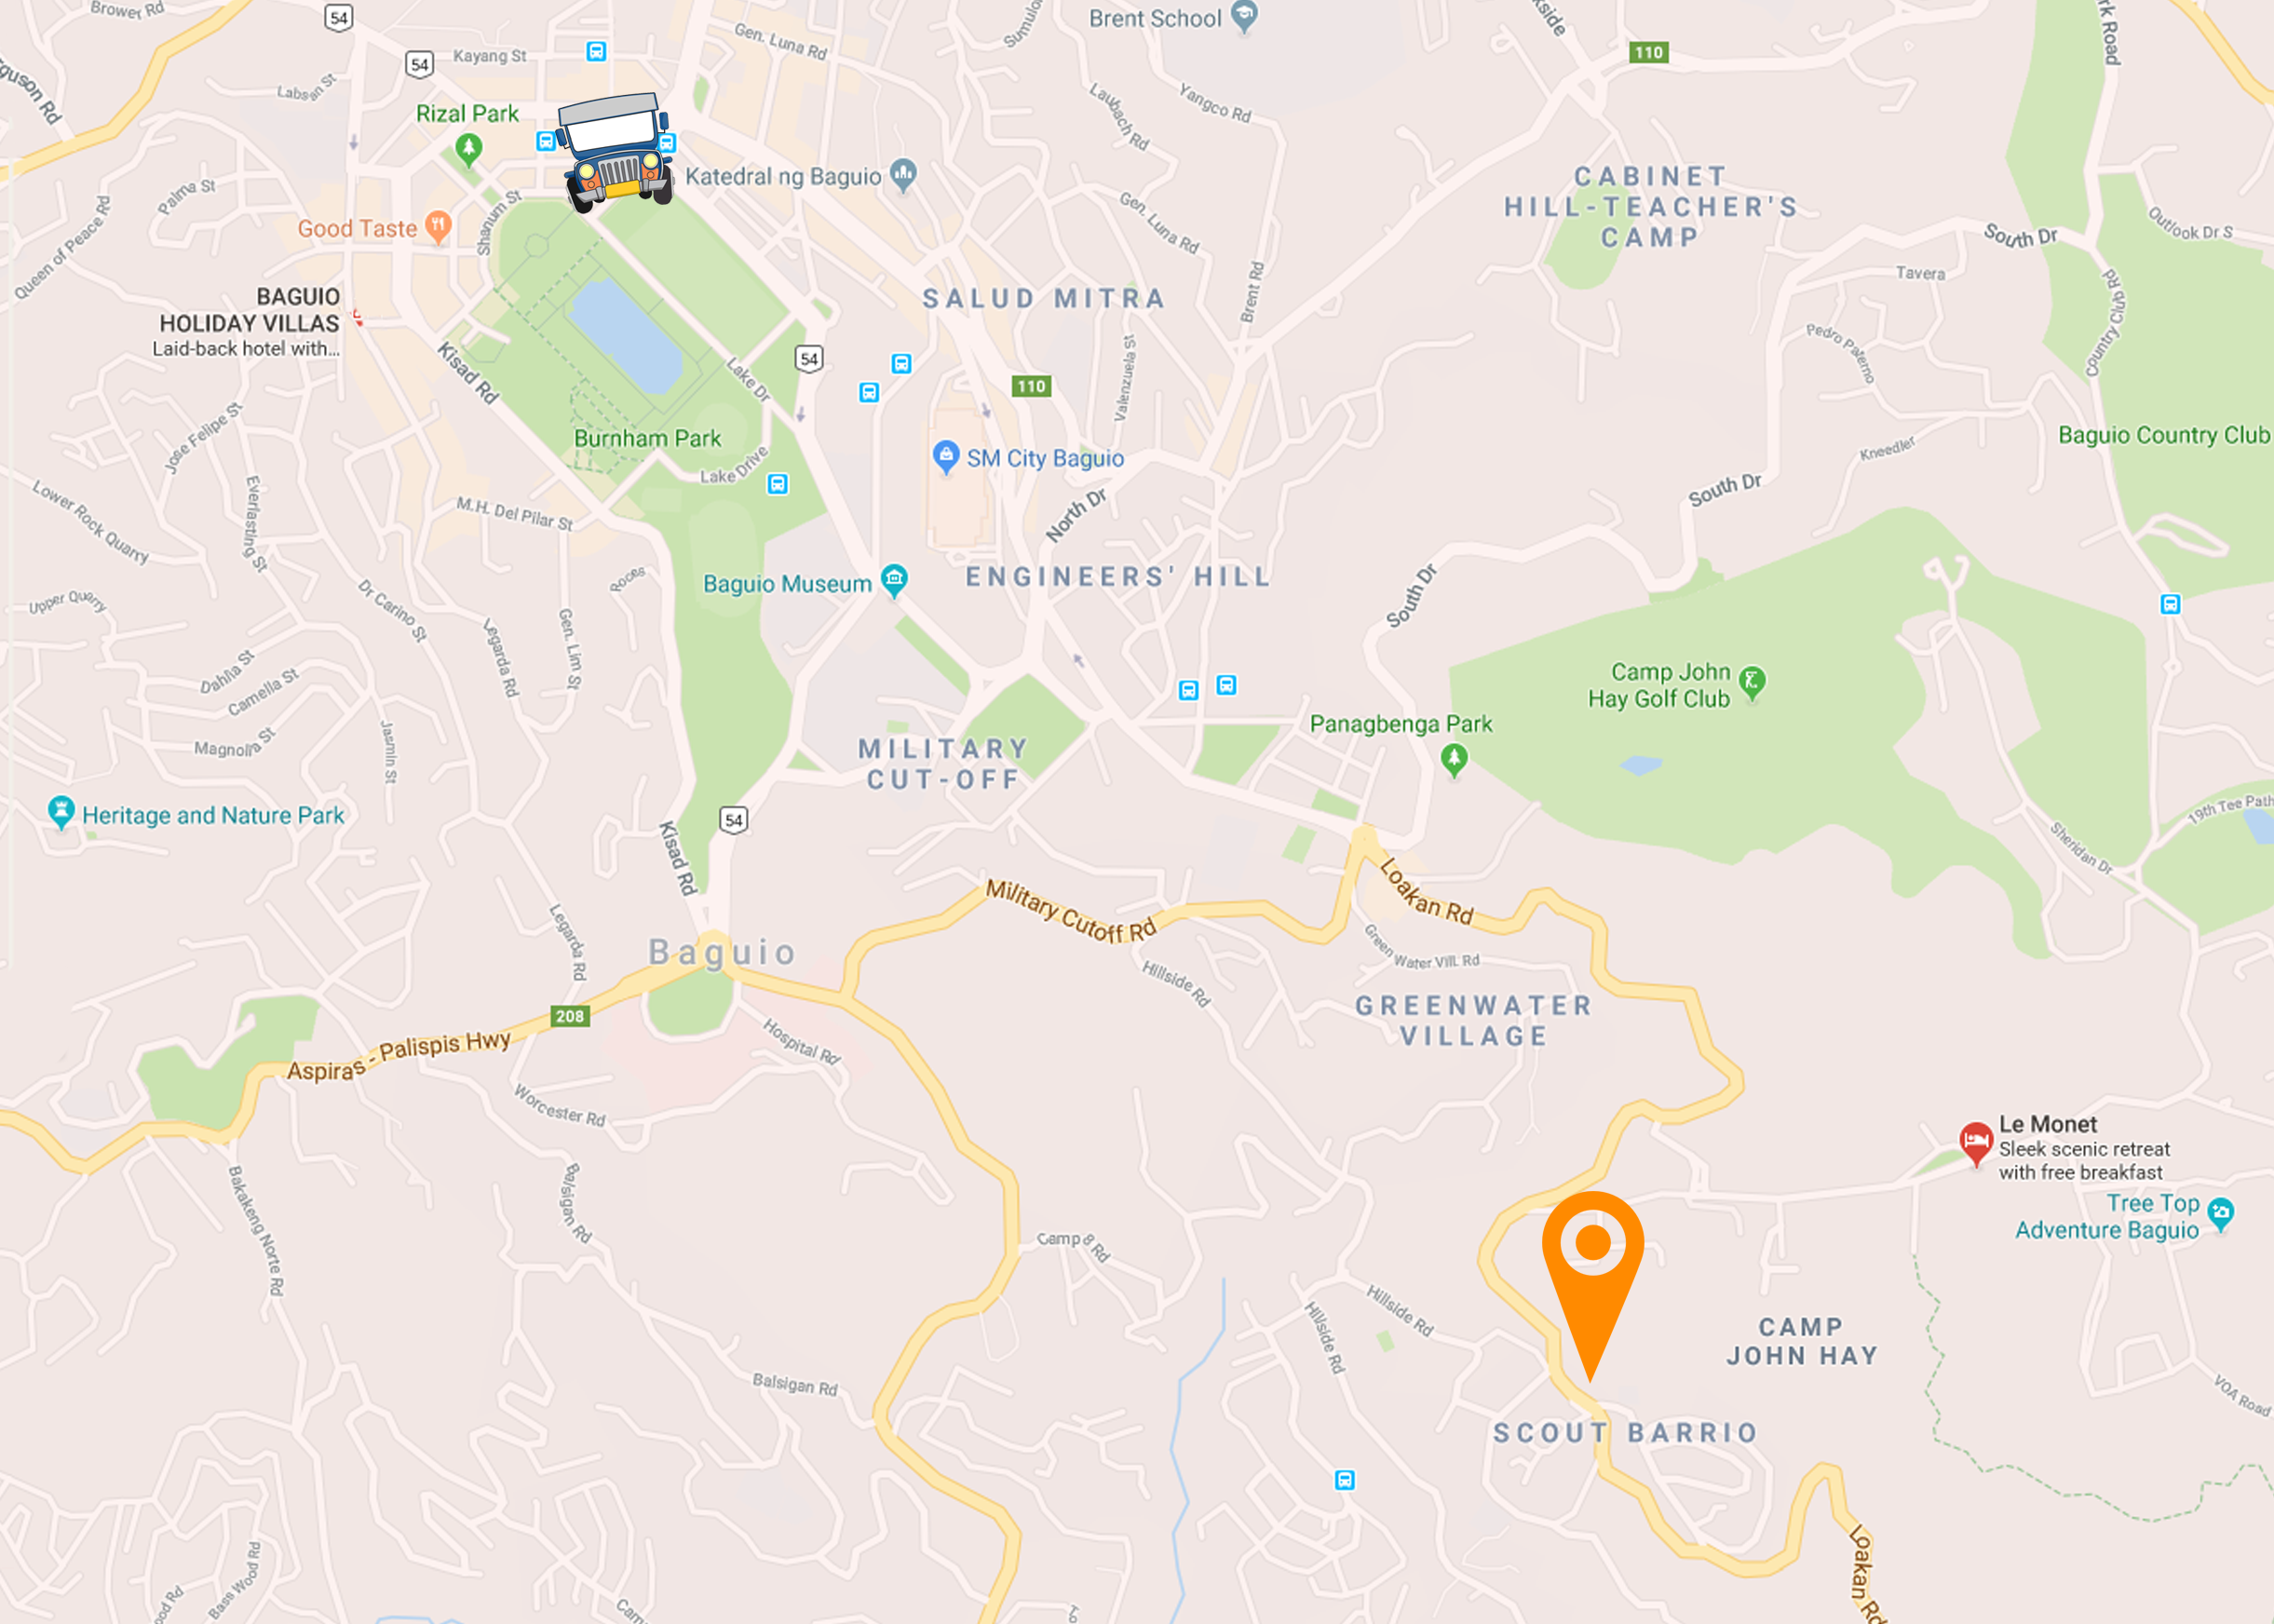 Brower Rd
54
54
Kayang St
Gen. Luna Rd
Brent School
110
Labsan St
Rizal Park
Laubach Rd
Yangco Rd
Palma St
Katedral ng Baguio
CABINET
HILL-TEACHER'S
CAMP
Queen of Peace Rd
Good Taste
Shanum St
Gen. Luna Rd
South Dr
Outlook Dr S
Tavera
Country Club Rd
BAGUIO
HOLIDAY VILLAS
Laid-back hotel with...
SALUD MITRA
Brent Rd
Pedro Paterno
Kisad Rd
Lake Dr
54
110
Valenzuela St
Jose Felipe St
Burnham Park
Lake Drive
SM City Baguio
Kneedler
Baguio Country Club
Lower Rock Quarry
Everlasting St
M.H. Del Pilar St
North Dr
South Dr
Baguio Museum
ENGINEERS' HILL
South Dr
Upper Quarry
Dr Carino St
Roces
Legarda Rd
Gen. Lim St
Dahlia St
Camella St
Magnolia St
Jasmin St
Camp John
Hay Golf Club
Panagbenga Park
MILITARY
CUT-OFF
Heritage and Nature Park
54
Kisad Rd
19th Tee Path
Sheridan Dr
Military Cutoff Rd
Loakan Rd
Legarda Rd
Baguio
Green Water Vill Rd
Hillside Rd
208
GREENWATER
VILLAGE
Aspiras - Palispis Hwy
Hospital Rd
Worcester Rd
Le Monet
Sleek scenic retreat
with free breakfast
Bakakeng Norte Rd
Balsigan Rd
Tree Top
Adventure Baguio
Camp 8 Rd
Hillside Rd
Hillside Rd
CAMP
JOHN HAY
Balsigan Rd
VOA Road
SCOUT BARRIO
Loakan Rd
Bass Wood Rd